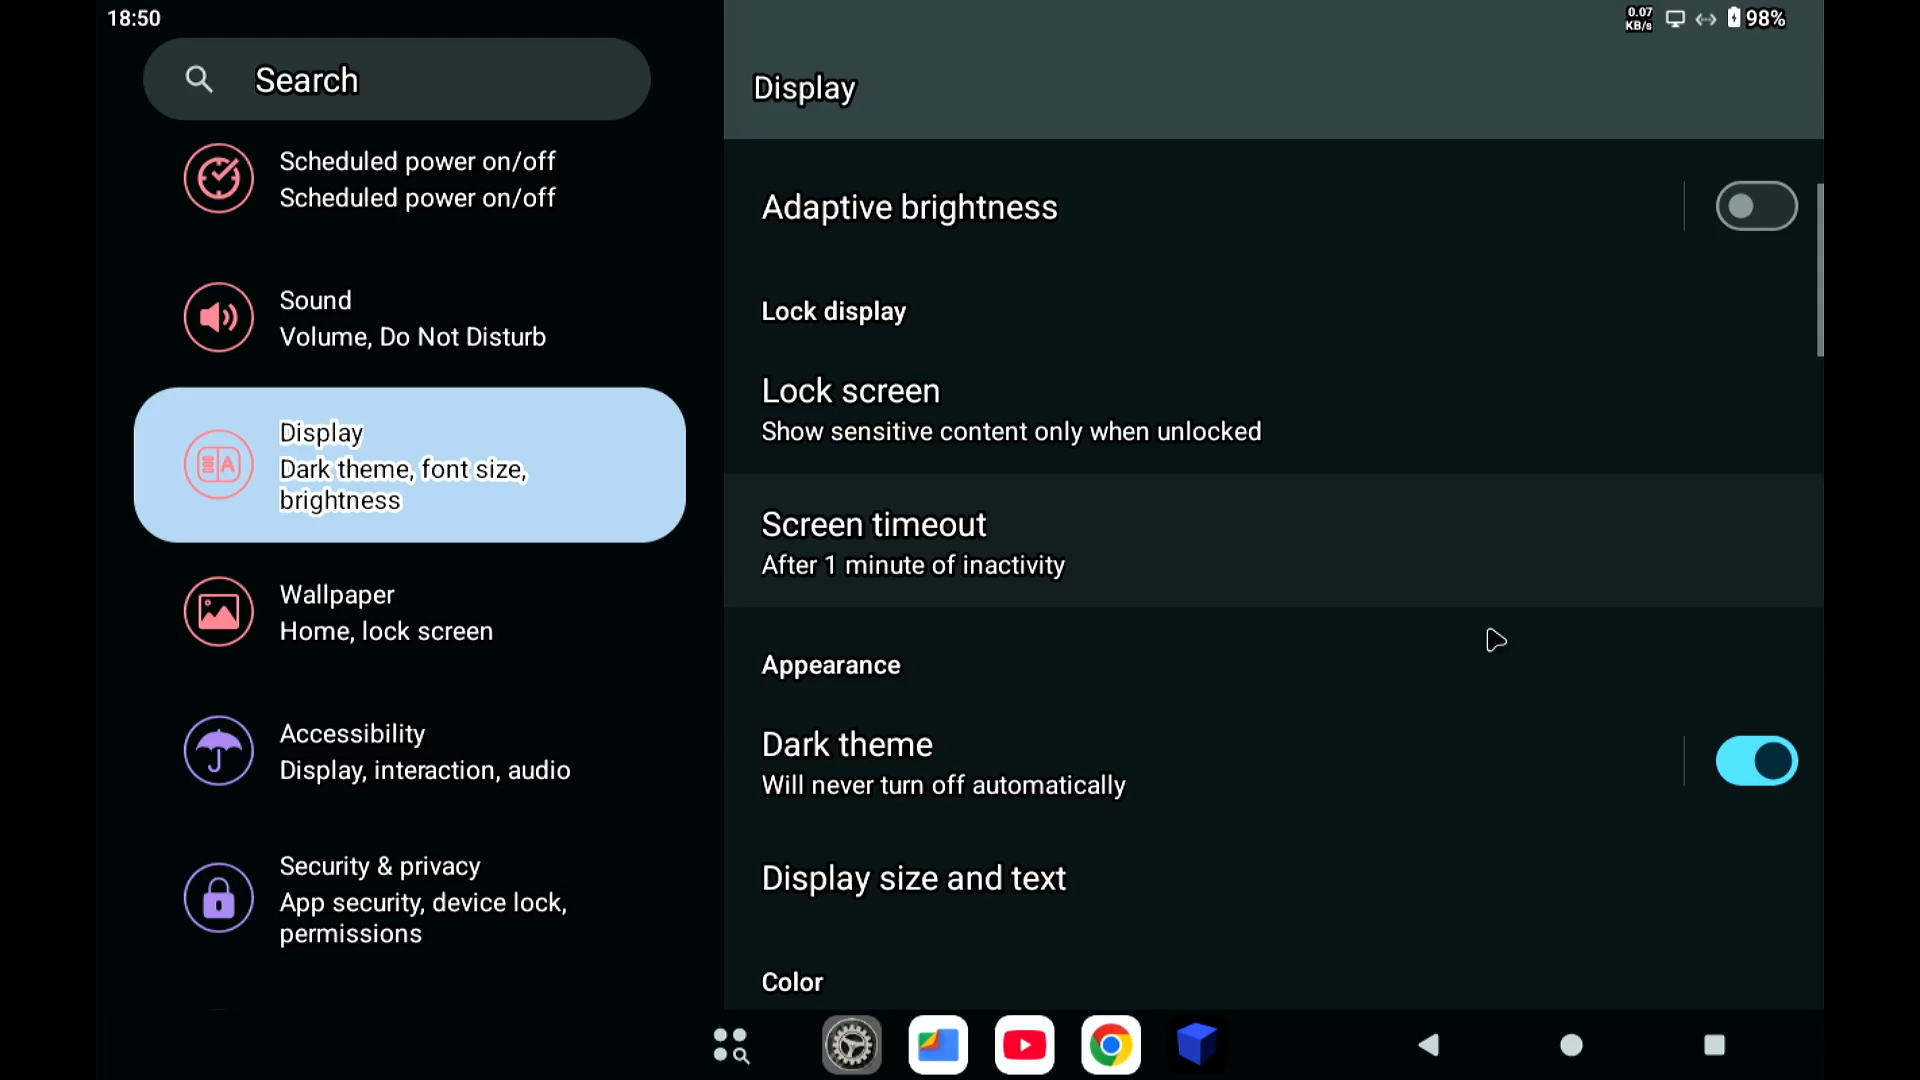 18:50
0.07
KB/s
98%
Search
Scheduled power on/off
Scheduled power on/off
Sound
Volume, Do Not Disturb
Display
Dark theme, font size,
brightness
Wallpaper
Home, lock screen
Accessibility
Display, interaction, audio
Security & privacy
App security, device lock,
permissions
Display
Adaptive brightness
Lock display
Lock screen
Show sensitive content only when unlocked
Screen timeout
After 1 minute of inactivity
Appearance
Dark theme
Will never turn off automatically
Display size and text
Color